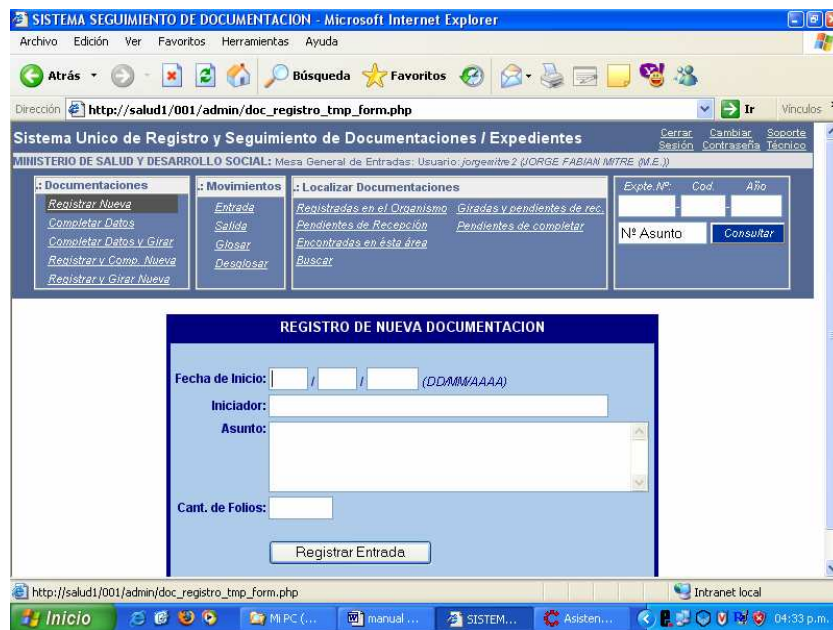 SISTEMA SEGUIMIENTO DE DOCUMENTACION - Microsoft Internet Explorer
Archivo Edición Ver Favoritos Herramientas Ayuda
Atrás Búsqueda Favoritos
Dirección http://salud1/001/admin/doc_registro_tmp_form.php Ir Vínculos
Sistema Unico de Registro y Seguimiento de Documentaciones / Expedientes
Cerrar Sesión Cambiar Contraseña Soporte Técnico
MINISTERIO DE SALUD Y DESARROLLO SOCIAL: Mesa General de Entradas: Usuario: jorgemitre2 (JORGE FABIAN MITRE (M.E.))
.: Documentaciones
Registrar Nueva
Completar Datos
Completar Datos y Girar
Registrar y Comp. Nueva
Registrar y Girar Nueva
.: Movimientos
Entrada
Salida
Glosar
Desglosar
.: Localizar Documentaciones
Registradas en el Organismo Giradas y pendientes de rec.
Pendientes de Recepción Pendientes de completar
Encontradas en ésta área
Buscar
Expte.Nº: Cod. Año
- -
Nº Asunto Consultar
REGISTRO DE NUEVA DOCUMENTACION
Fecha de Inicio: / / (DD/MM/AAAA)
Iniciador:
Asunto:
Cant. de Folios:
Registrar Entrada
http://salud1/001/admin/doc_registro_tmp_form.php Intranet local
Inicio MI PC (... manual ... SISTEM... Asisten... 04:33 p.m.